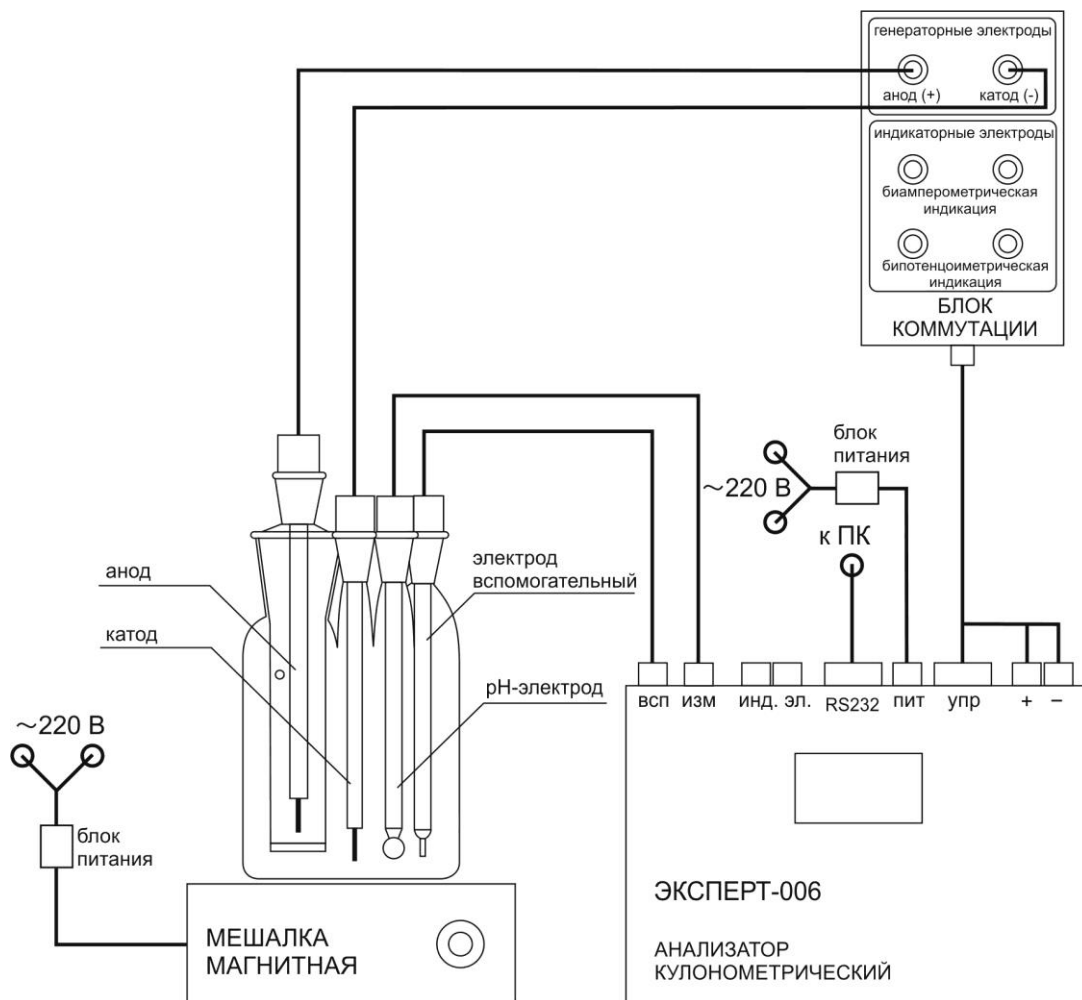 генераторные электроды
анод (+) катод (-)
индикаторные электроды
биамперометрическая
индикация
бипотенцоиметрическая
индикация
БЛОК
КОММУТАЦИИ
блок
питания
~220 В
к ПК
электрод
вспомогательный
анод
катод
pH-электрод
всп изм инд. эл. RS232 пит упр + –
~220 В
блок
питания
МЕШАЛКА
МАГНИТНАЯ
ЭКСПЕРТ-006
АНАЛИЗАТОР
КУЛОНОМЕТРИЧЕСКИЙ